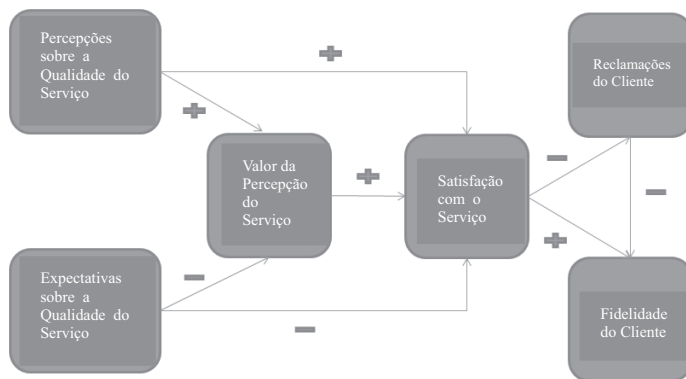 Percepções
sobre a
Qualidade do
Serviço
Reclamações
do Cliente
Valor da
Percepção
do
Serviço
Satisfação
com o
Serviço
Expectativas
sobre a
Qualidade do
Serviço
Fidelidade
do Cliente